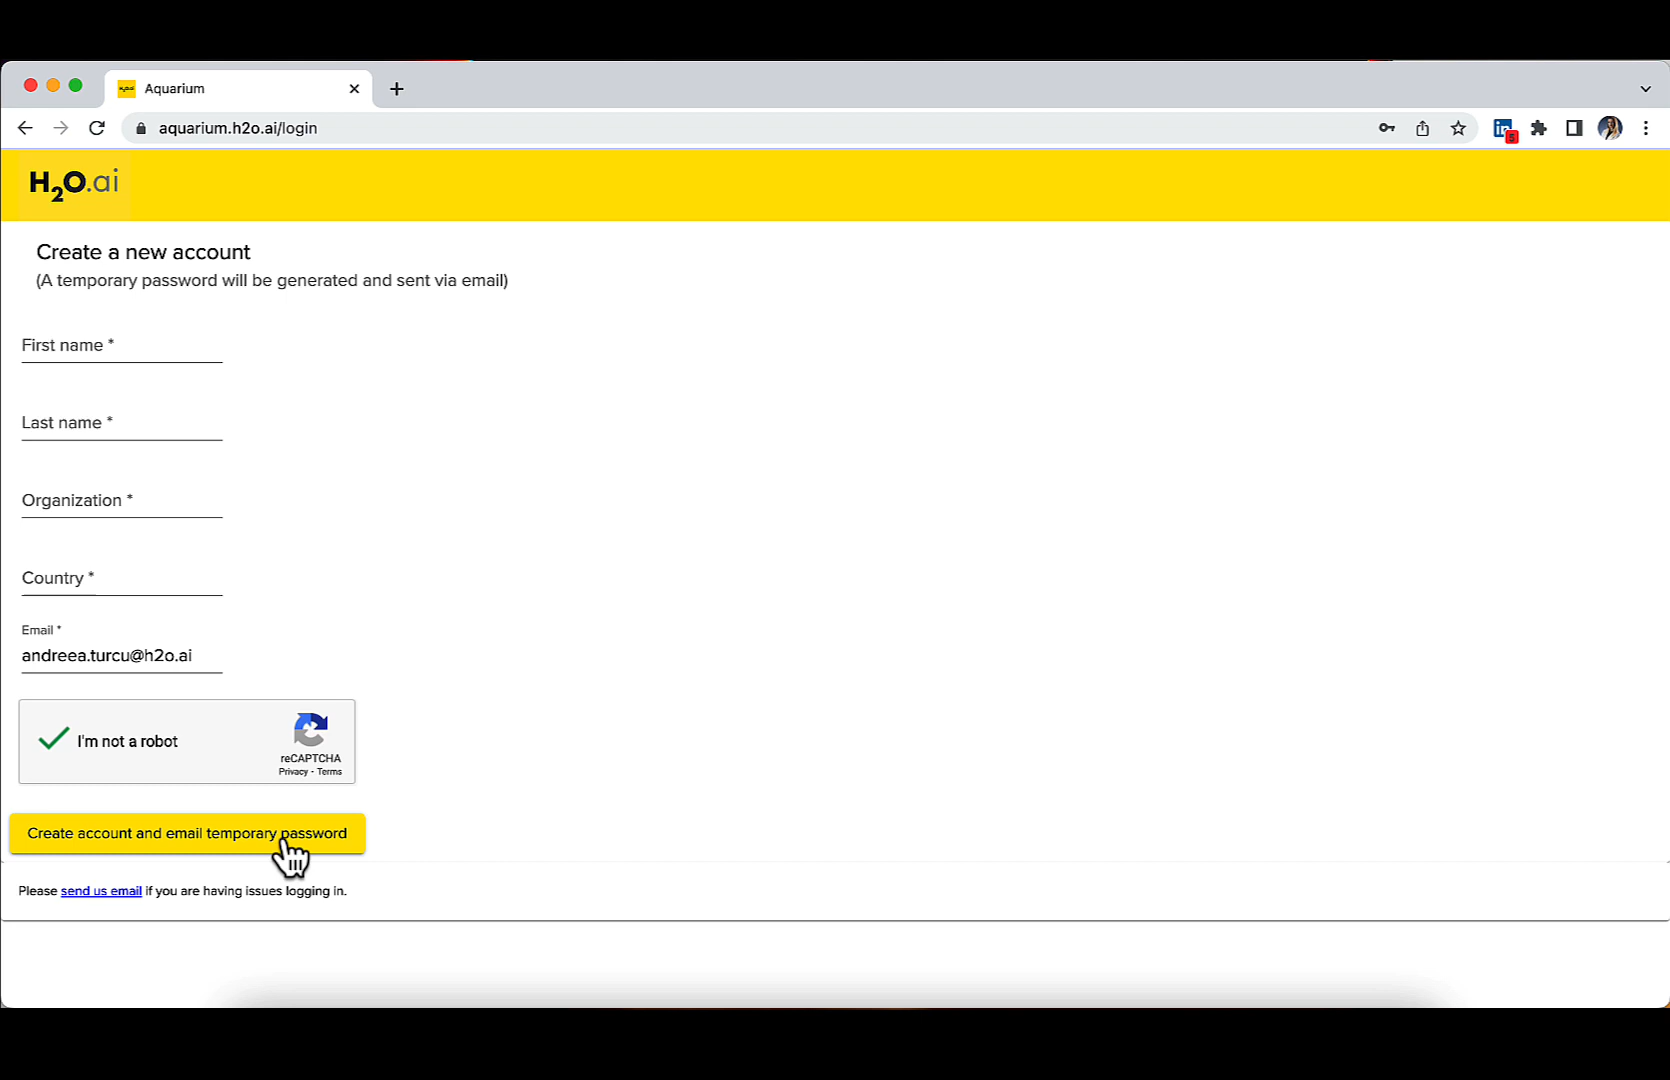 Aquarium
aquarium.h2o.ai/login
5
H2O.ai
Create a new account
(A temporary password will be generated and sent via email)
First name *
Last name *
Organization *
Country *
Email *
andreea.turcu@h2o.ai
I'm not a robot
reCAPTCHA
Privacy - Terms
Create account and email temporary password
Please send us email if you are having issues logging in.